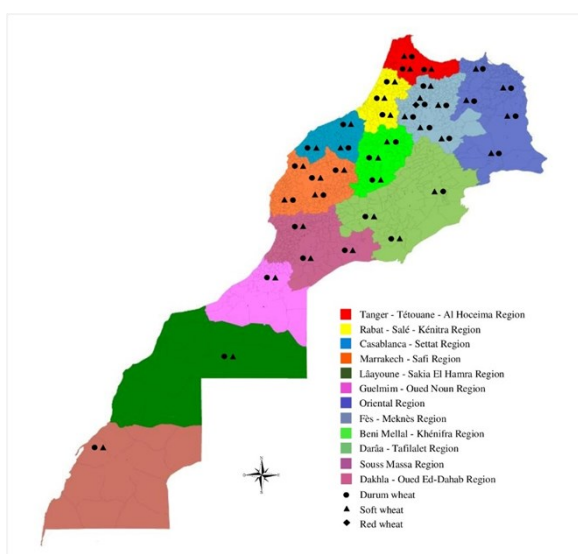 Tanger - Tétouane - Al Hoceima Region
Rabat - Salé - Kénitra Region
Casablanca - Settat Region
Marrakech - Safi Region
Lâayoune - Sakia El Hamra Region
Guelmim - Oued Noun Region
Oriental Region
Fès - Meknès Region
Beni Mellal - Khénifra Region
Darâa - Tafilalet Region
Souss Massa Region
Dakhla - Oued Ed-Dahab Region
Durum wheat
Soft wheat
Red wheat